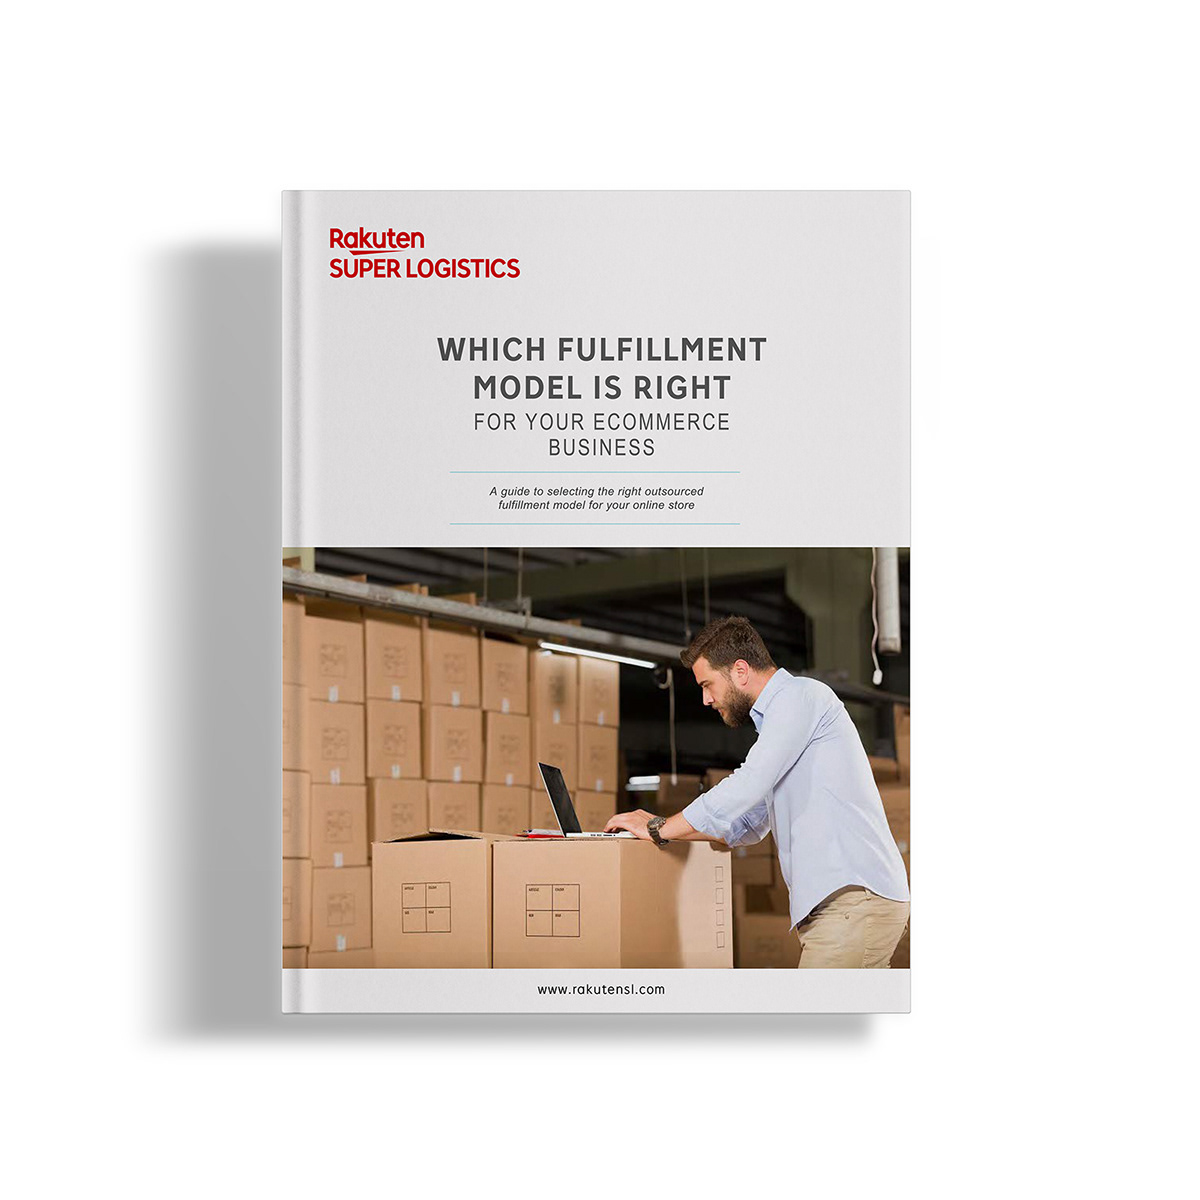 Rakuten
SUPER LOGISTICS
WHICH FULFILLMENT
MODEL IS RIGHT
FOR YOUR ECOMMERCE
BUSINESS
A guide to selecting the right outsourced
fulfillment model for your online store
www.rakutensl.com